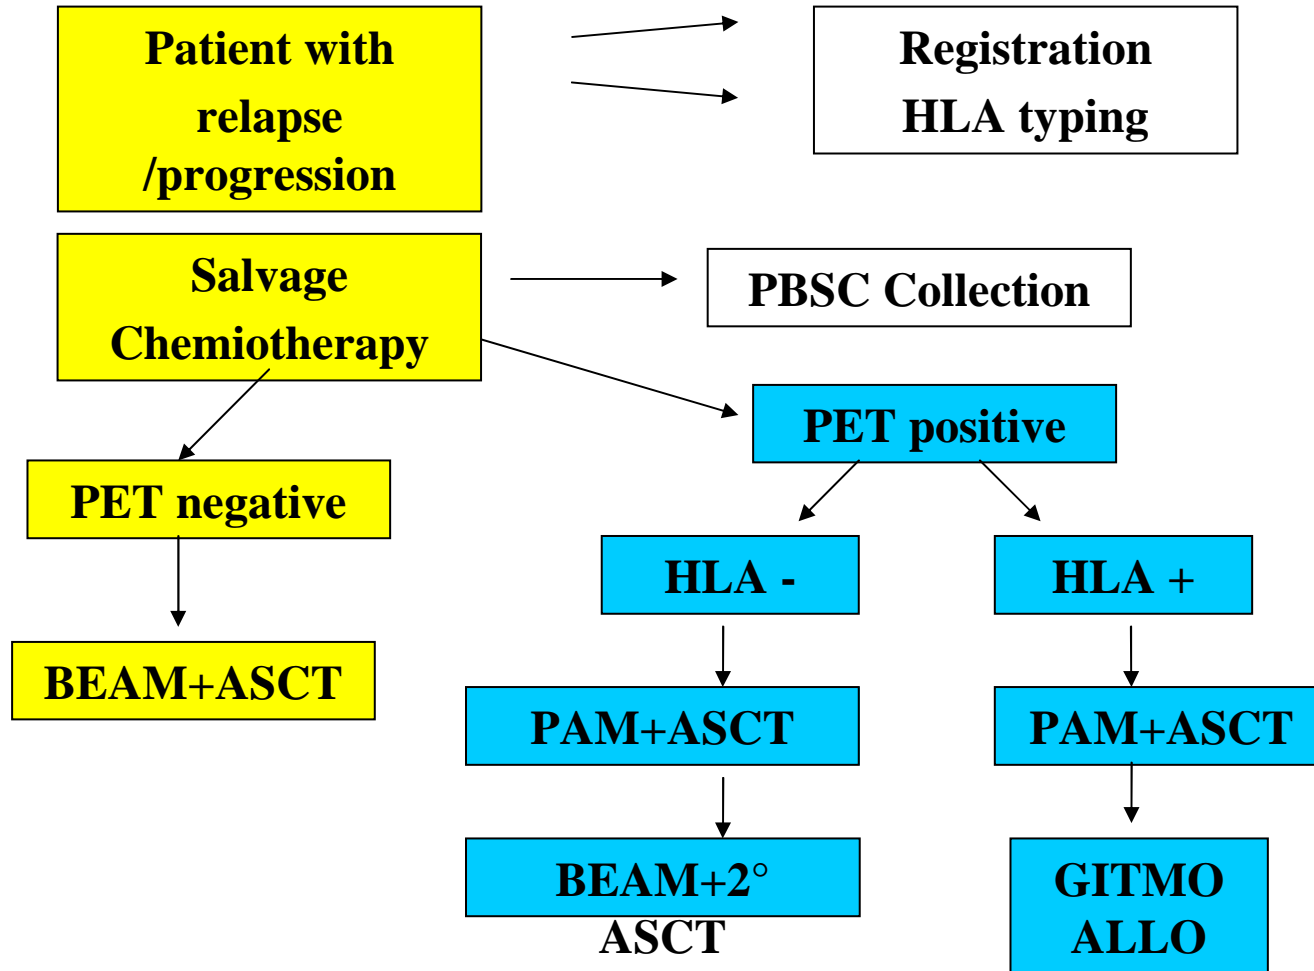 Patient with
relapse
/progression
Registration
HLA typing
Salvage
Chemiotherapy
PBSC Collection
PET positive
PET negative
HLA -
HLA +
BEAM+ASCT
PAM+ASCT
PAM+ASCT
BEAM+2°
ASCT
GITMO
ALLO